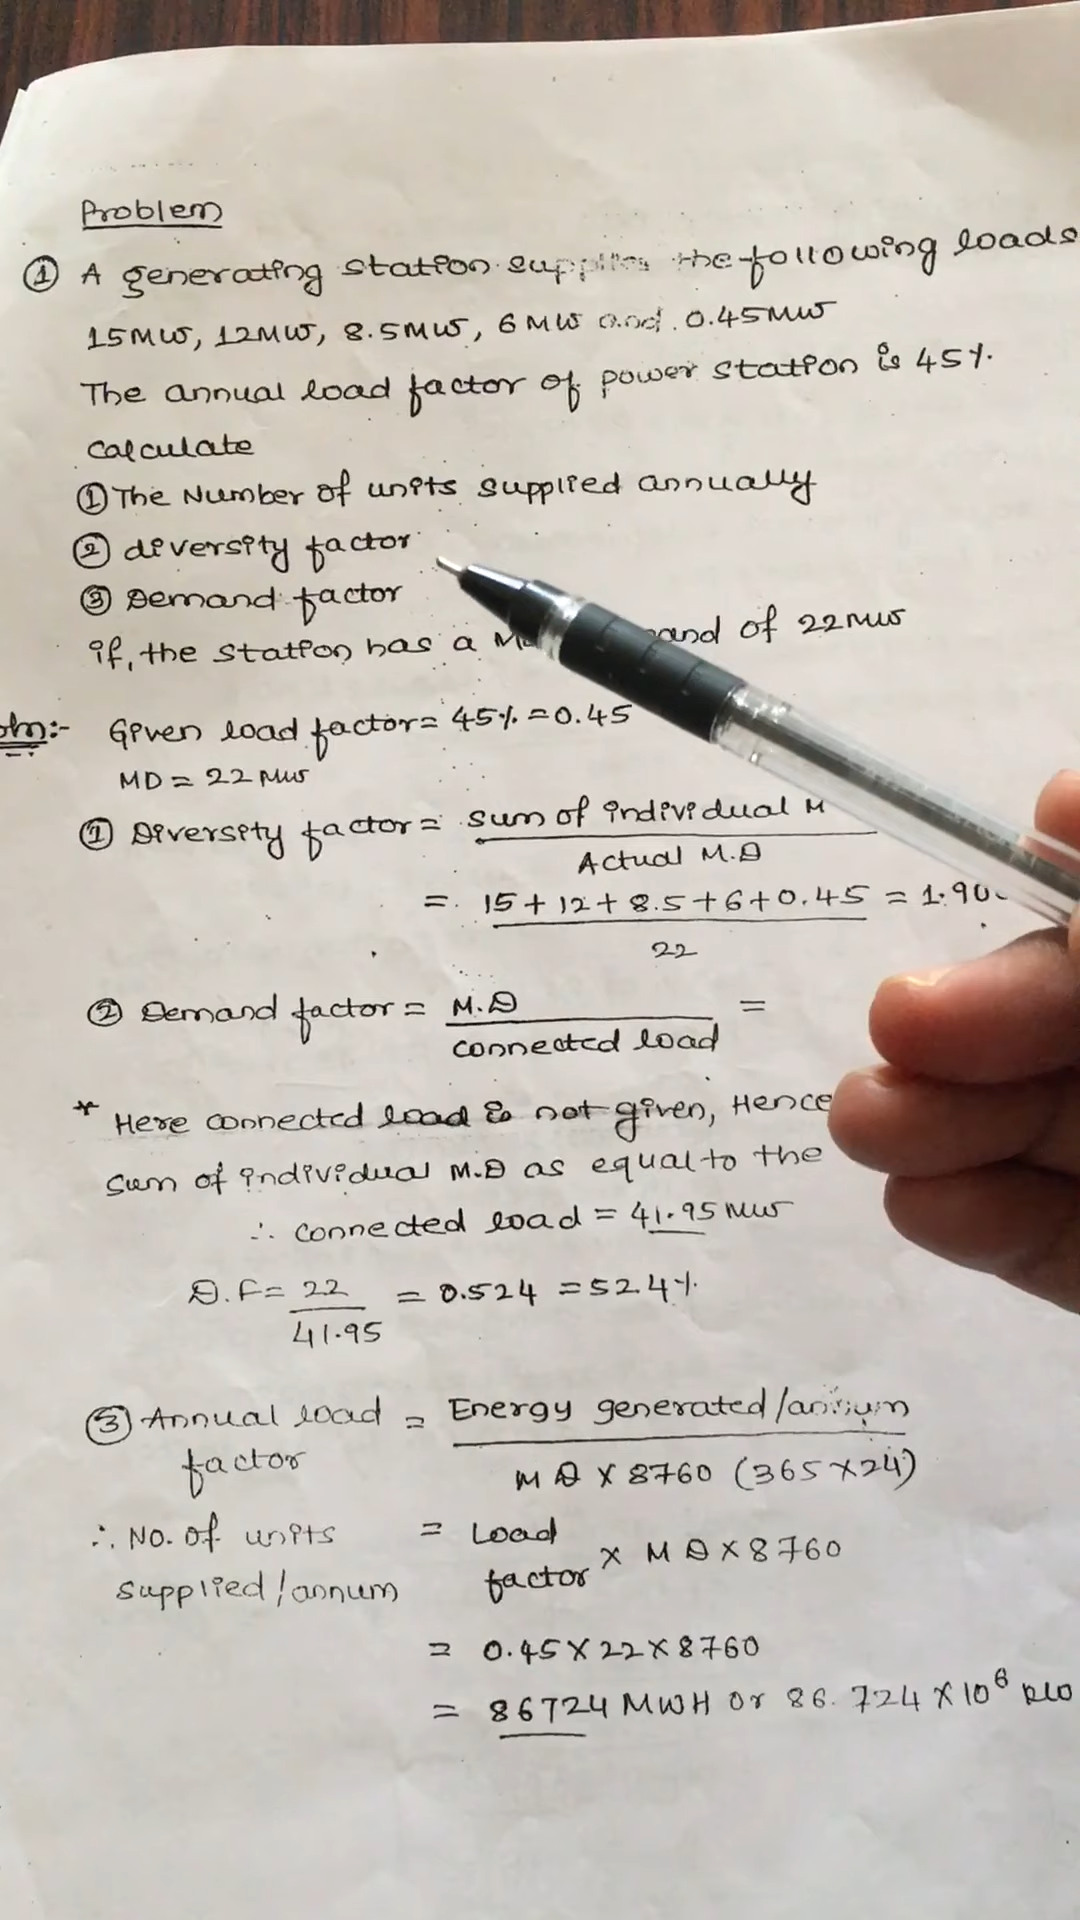 Problem
① A generating station supplies the following loads
15MW, 12MW, 8.5MW, 6MW and 0.45MW
The annual load factor of power station is 45%.
calculate
① The Number of units supplied annually
② diversity factor
③ Demand factor
if, the station has a M and of 22MW
Given load factor = 45% = 0.45
MD = 22 MW
① Diversity factor = sum of individual M
Actual M.D
= 15 + 12 + 8.5 + 6 + 0.45 = 1.90
22
② Demand factor = M.D =
connected load
* Here connected load is not given, Hence
sum of individual M.D as equal to the
∴ connected load = 41.95 MW
D.F = 22 = 0.524 = 52.4%
41.95
③ Annual load = Energy generated/annum
factor MD X 8760 (365 X 24)
∴ No. of units = Load X MD X 8760
supplied/annum factor
= 0.45 X 22 X 8760
= 86724 MWH or 86.724 X 10⁶